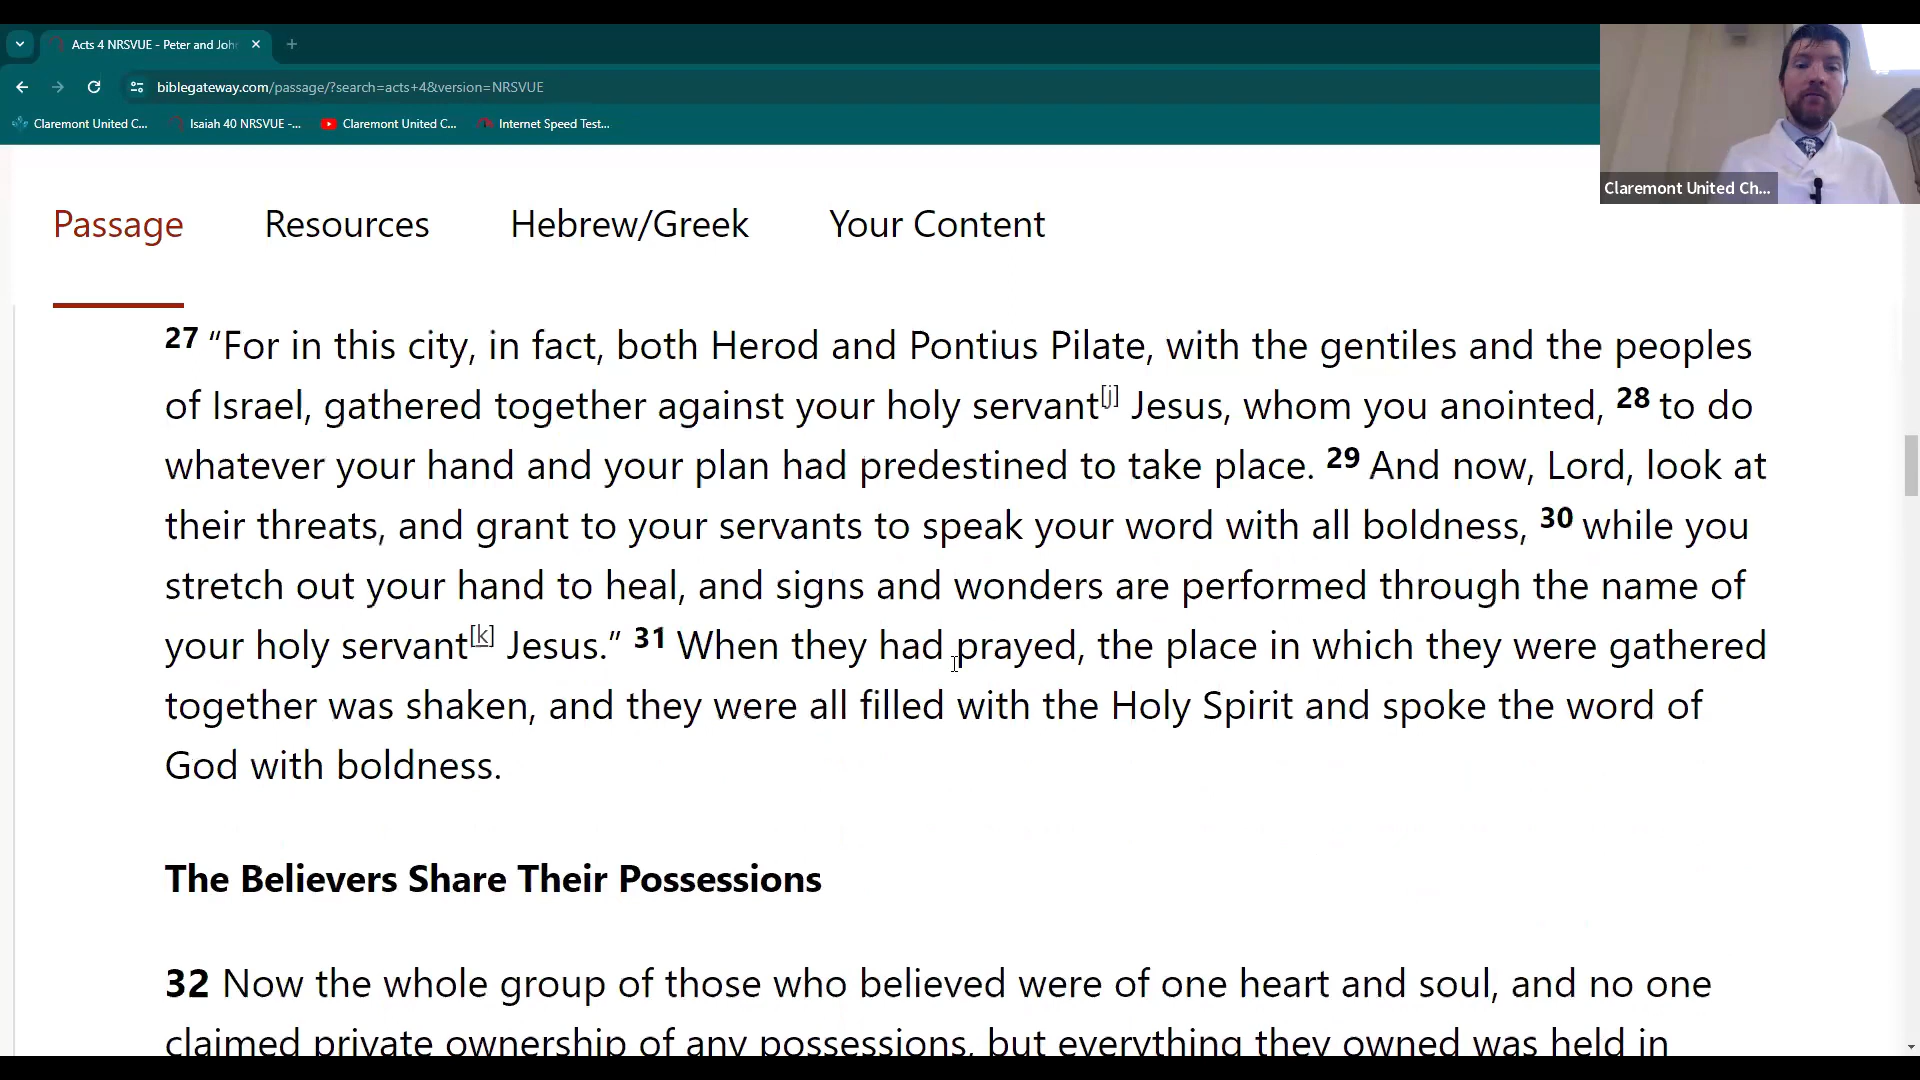 Acts 4 NRSVUE - Peter and Joh
biblegateway.com/passage/?search=acts+4&version=NRSVUE
Claremont United C... Isaiah 40 NRSVUE -... Claremont United C... Internet Speed Test...
Claremont United Ch...
Passage Resources Hebrew/Greek Your Content
27 “For in this city, in fact, both Herod and Pontius Pilate, with the gentiles and the peoples
of Israel, gathered together against your holy servant[j] Jesus, whom you anointed, 28 to do
whatever your hand and your plan had predestined to take place. 29 And now, Lord, look at
their threats, and grant to your servants to speak your word with all boldness, 30 while you
stretch out your hand to heal, and signs and wonders are performed through the name of
your holy servant[k] Jesus.” 31 When they had prayed, the place in which they were gathered
together was shaken, and they were all filled with the Holy Spirit and spoke the word of
God with boldness.
The Believers Share Their Possessions
32 Now the whole group of those who believed were of one heart and soul, and no one
claimed private ownership of any possessions, but everything they owned was held in